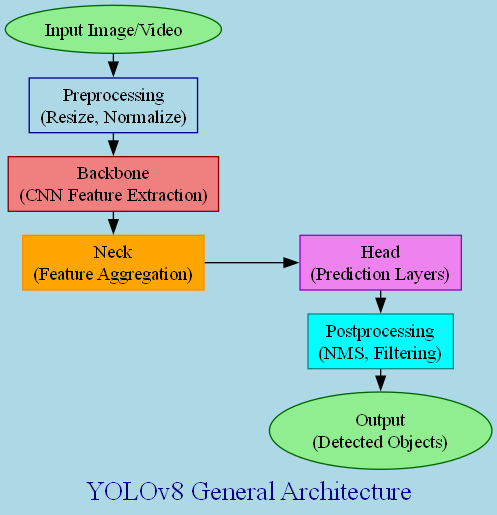 Input Image/Video
Preprocessing
(Resize, Normalize)
Backbone
(CNN Feature Extraction)
Neck
(Feature Aggregation)
Head
(Prediction Layers)
Postprocessing
(NMS, Filtering)
Output
(Detected Objects)
YOLOv8 General Architecture